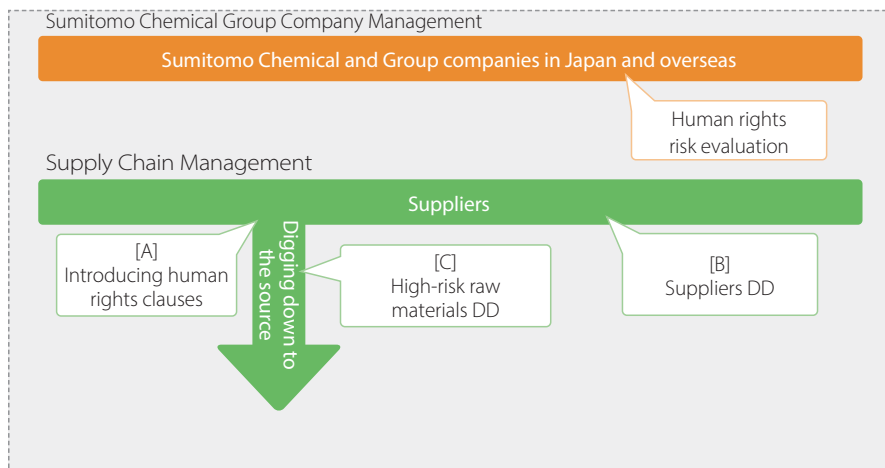 Sumitomo Chemical Group Company Management
Sumitomo Chemical and Group companies in Japan and overseas
Human rights
risk evaluation
Supply Chain Management
Suppliers
[A]
Introducing human
rights clauses
Digging down to
the source
[C]
High-risk raw
materials DD
[B]
Suppliers DD